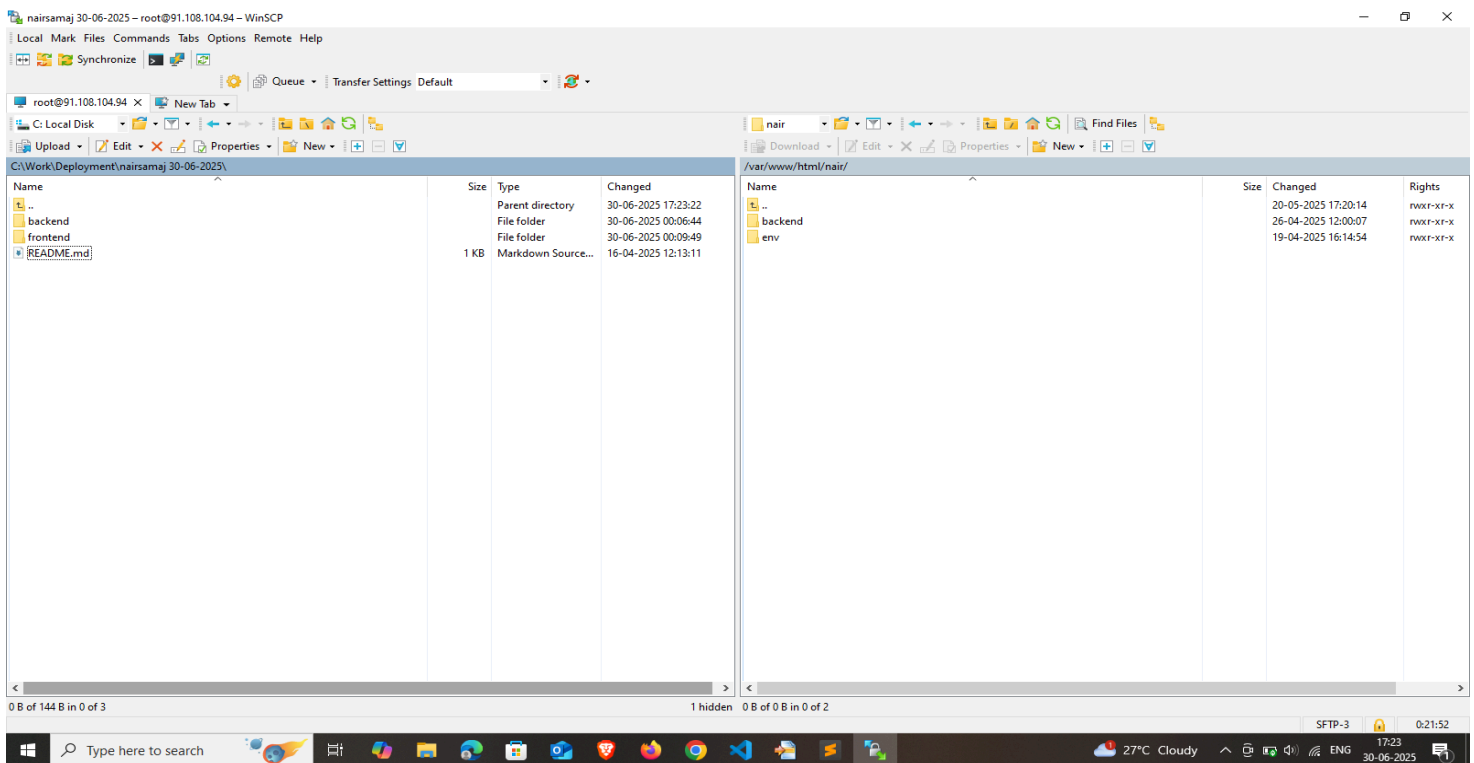 nairsamaj 30-06-2025 – root@91.108.104.94 – WinSCP
Local Mark Files Commands Tabs Options Remote Help
Synchronize
Queue Transfer Settings Default
root@91.108.104.94 New Tab
C: Local Disk
Upload Edit Properties New
C:\Work\Deployment\nairsamaj 30-06-2025\
Name Size Type Changed
.. Parent directory 30-06-2025 17:23:22
backend File folder 30-06-2025 00:06:44
frontend File folder 30-06-2025 00:09:49
README.md 1 KB Markdown Source... 16-04-2025 12:13:11
0 B of 144 B in 0 of 3 1 hidden
nair Find Files
Download Edit Properties New
/var/www/html/nair/
Name Size Changed Rights
.. 20-05-2025 17:20:14 rwxr-xr-x
backend 26-04-2025 12:00:07 rwxr-xr-x
env 19-04-2025 16:14:54 rwxr-xr-x
0 B of 0 B in 0 of 2
SFTP-3 0:21:52
Type here to search
1 27°C Cloudy ENG 17:23
30-06-2025 1